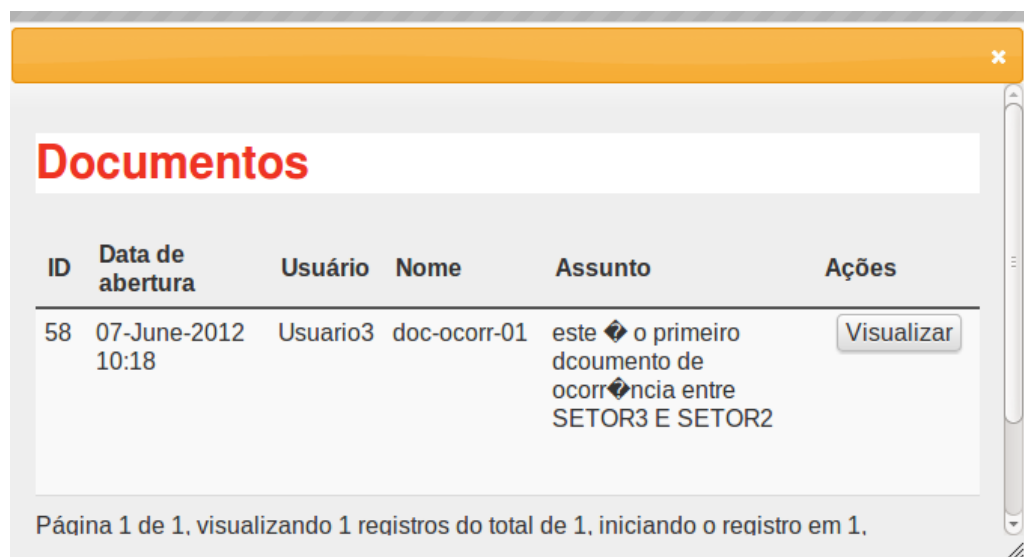 Documentos
ID Data de abertura Usuário Nome Assunto Ações
58 07-June-2012 Usuario3 doc-ocorr-01 este � o primeiro Visualizar
10:18 dcoumento de
ocorr�ncia entre
SETOR3 E SETOR2
Página 1 de 1, visualizando 1 registros do total de 1, iniciando o registro em 1,